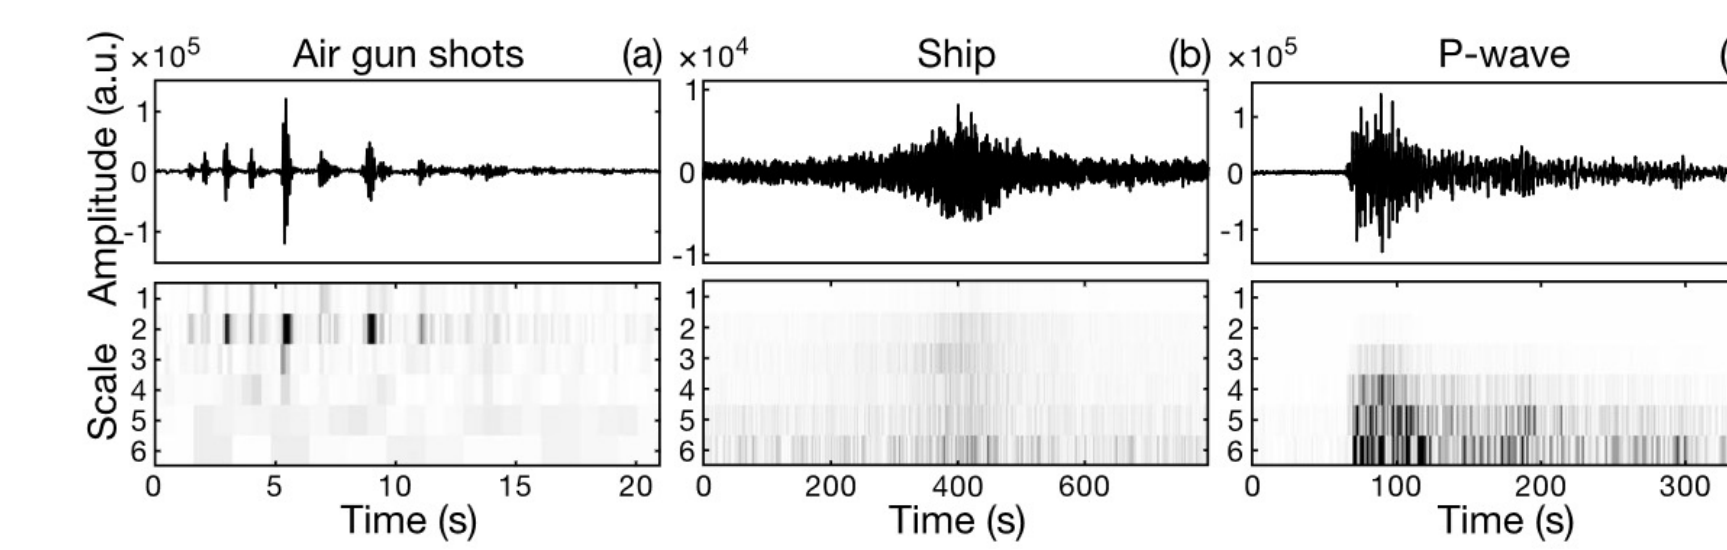 ×10⁵ Air gun shots (a)
×10⁴ Ship (b)
×10⁵ P-wave (
Amplitude (a.u.)
1
0
-1
1
0
-1
1
0
-1
Scale
1
2
3
4
5
6
1
2
3
4
5
6
1
2
3
4
5
6
0 5 10 15 20
0 200 400 600
0 100 200 300
Time (s)
Time (s)
Time (s)